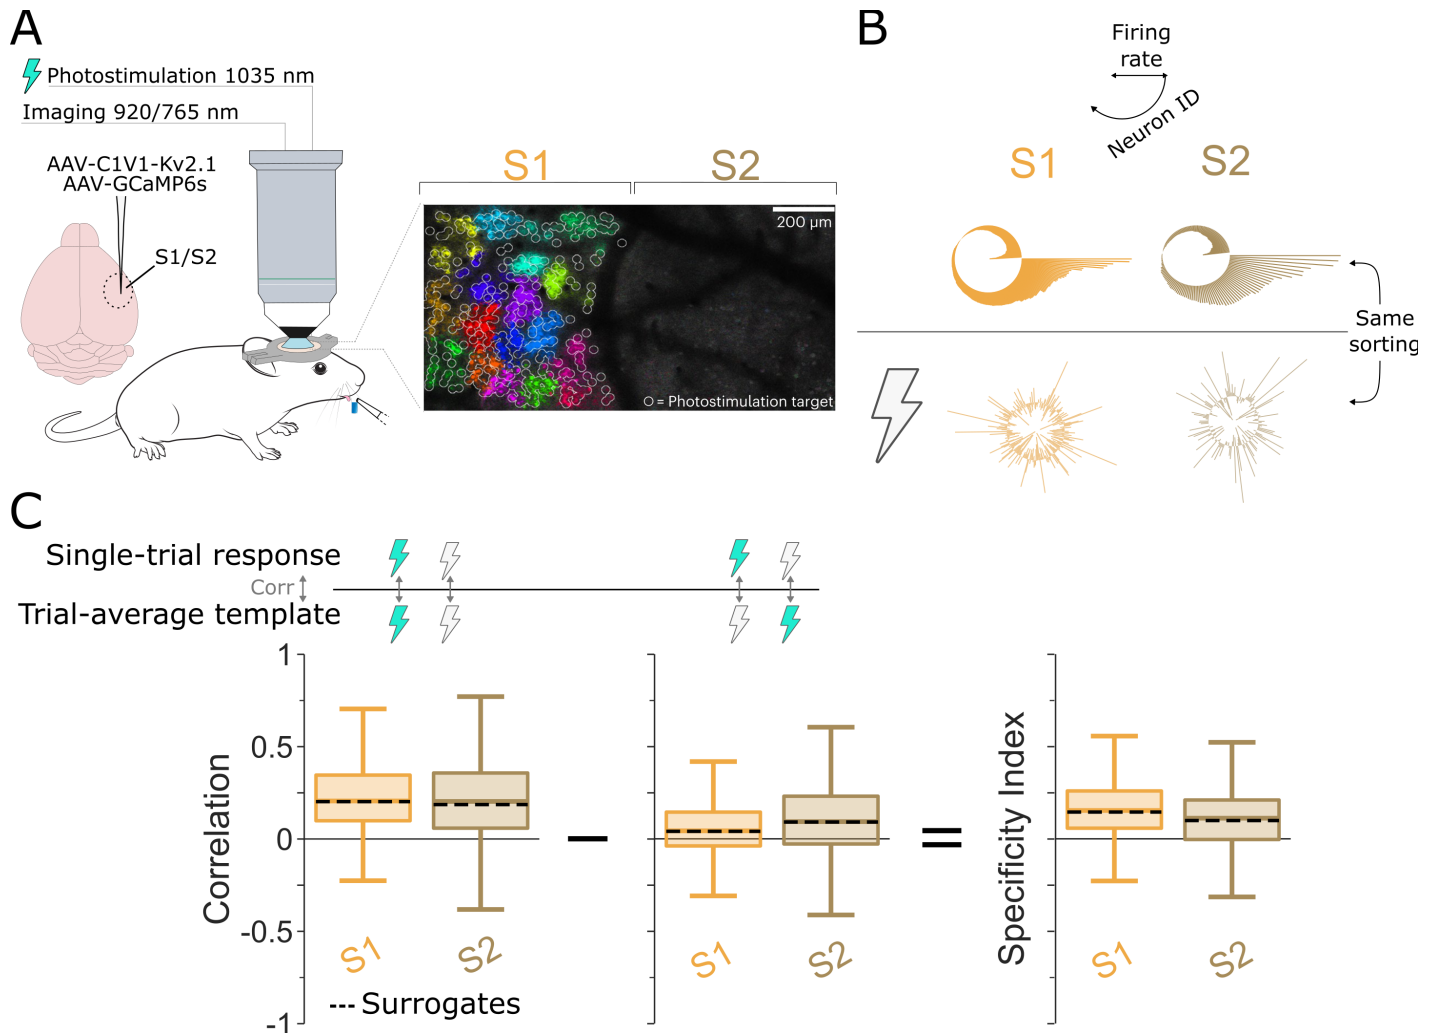 A
Photostimulation 1035 nm
Imaging 920/765 nm
AAV-C1V1-Kv2.1
AAV-GCaMP6s
S1/S2
S1
S2
200 µm
= Photostimulation target
B
Firing
rate
Neuron ID
S1
S2
Same
sorting
C
Single-trial response
Corr
Trial-average template
Correlation
1
0.5
0
-0.5
-1
S1
S2
Surrogates
S1
S2
Specificity Index
S1
S2